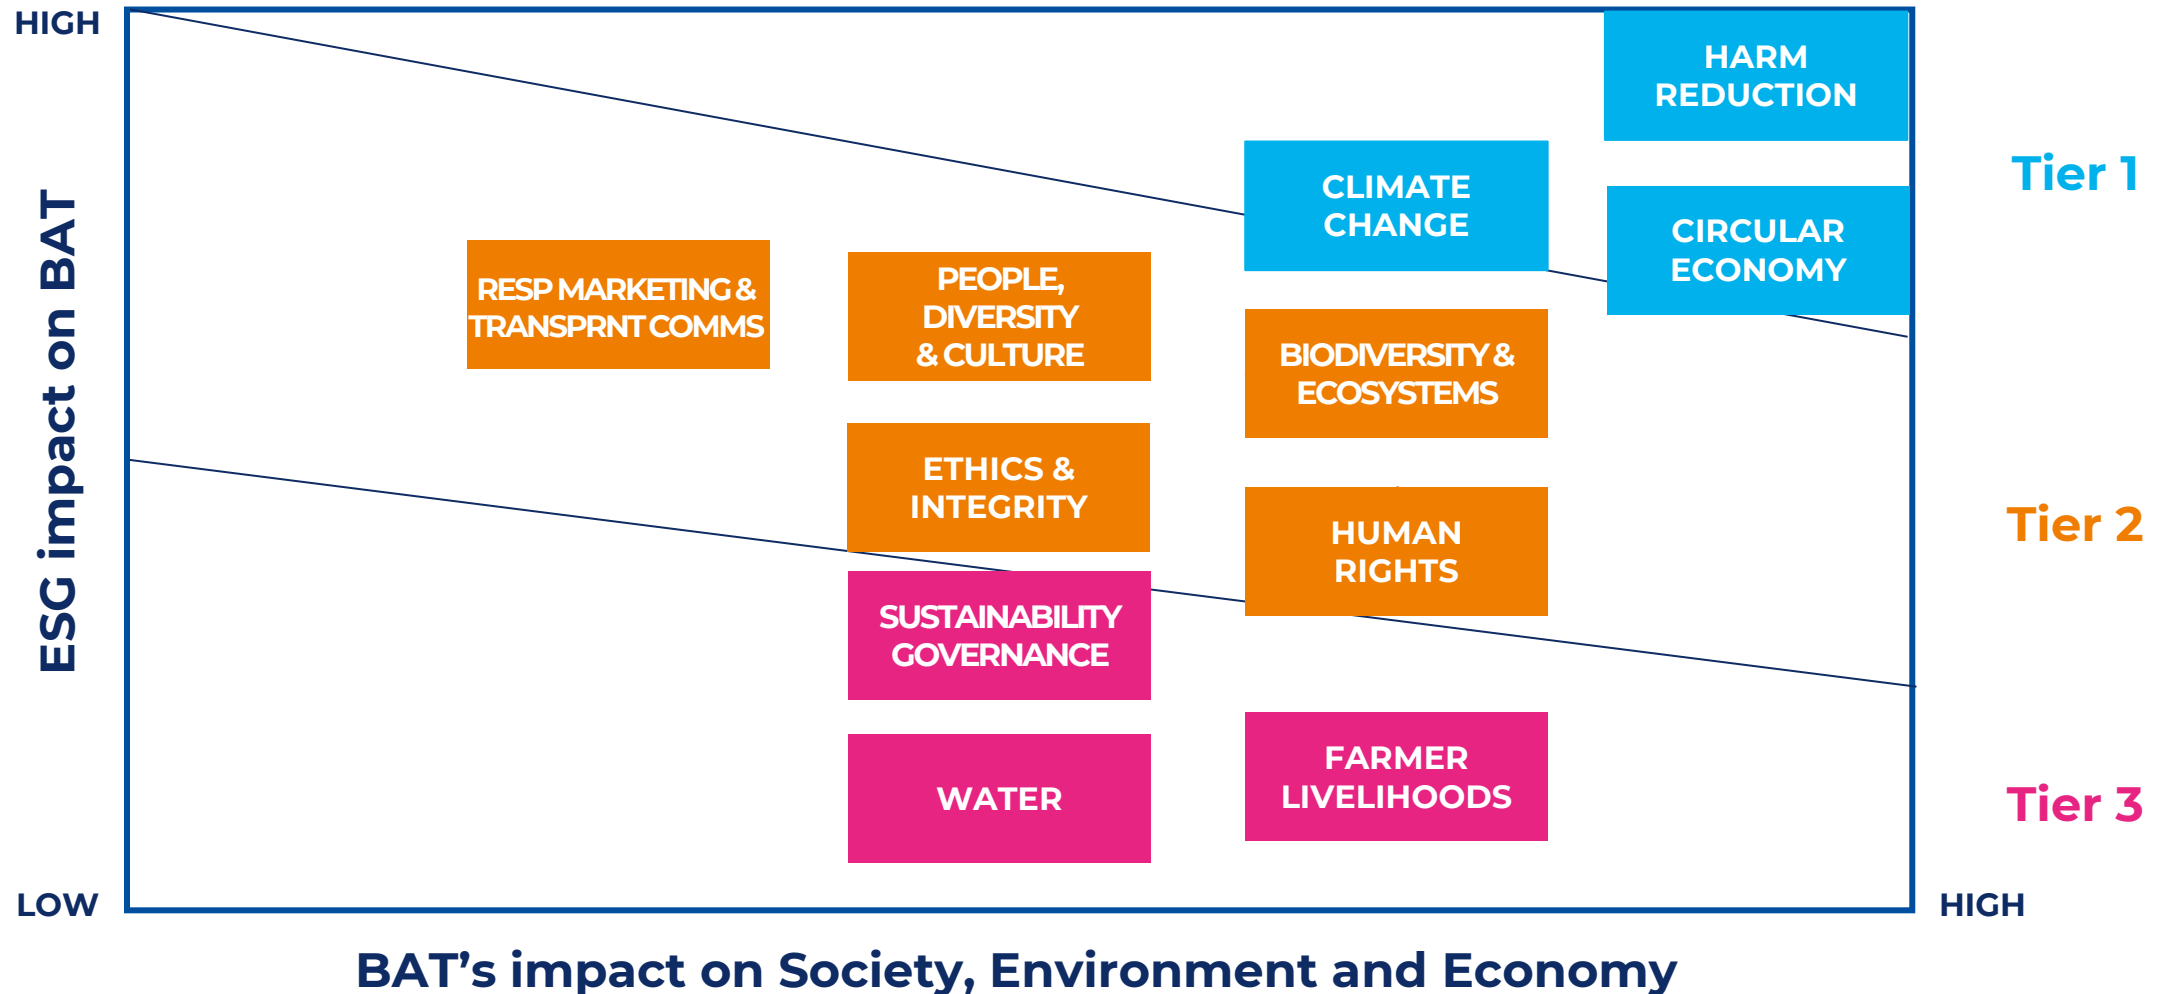 HIGH
HARM
REDUCTION
CLIMATE
CHANGE
Tier 1
CIRCULAR
ECONOMY
RESP MARKETING &
TRANSPRNT COMMS
PEOPLE,
DIVERSITY
& CULTURE
BIODIVERSITY &
ECOSYSTEMS
ESG impact on BAT
ETHICS &
INTEGRITY
HUMAN
RIGHTS
Tier 2
SUSTAINABILITY
GOVERNANCE
WATER
FARMER
LIVELIHOODS
Tier 3
LOW
HIGH
BAT’s impact on Society, Environment and Economy